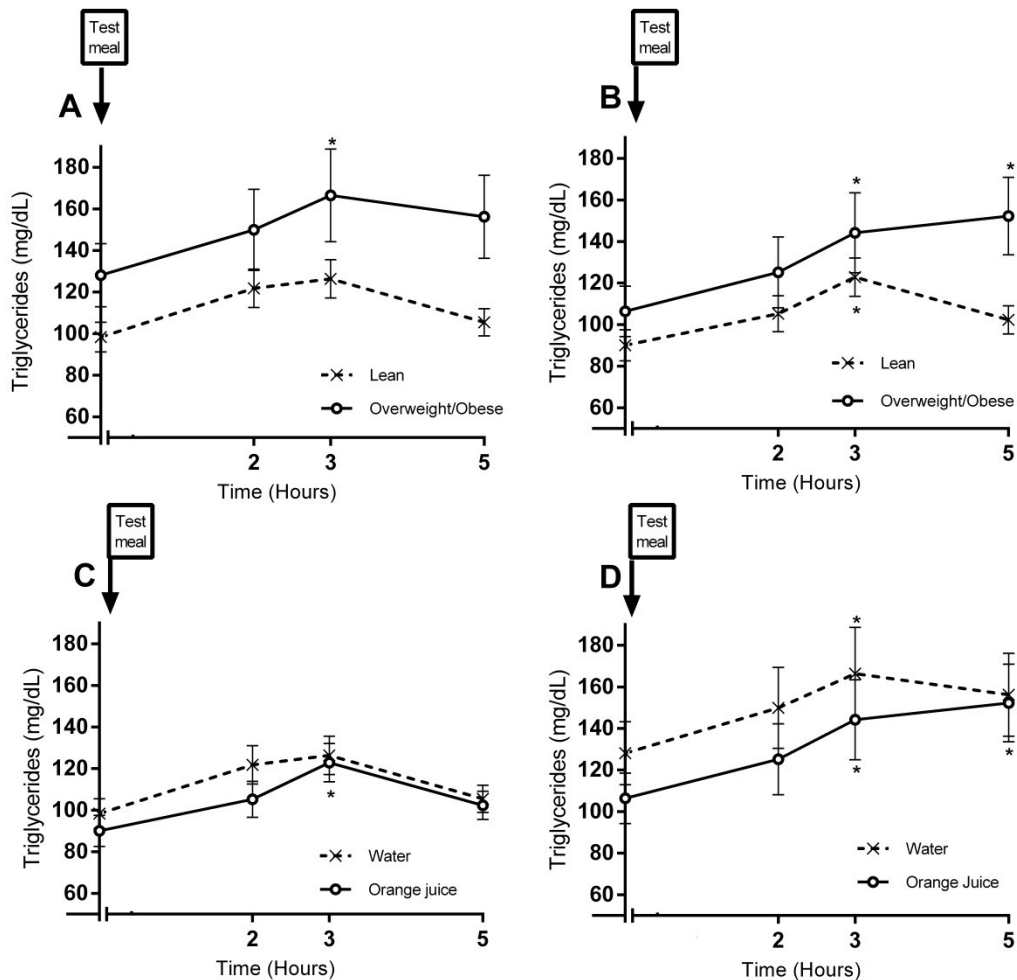 Test
meal
A
*
Triglycerides (mg/dL)
180
160
140
120
100
80
60
Lean
Overweight/Obese
2
3
5
Time (Hours)
Test
meal
B
*
*
*
Triglycerides (mg/dL)
180
160
140
120
100
80
60
Lean
Overweight/Obese
2
3
5
Time (Hours)
Test
meal
C
*
Triglycerides (mg/dL)
180
160
140
120
100
80
60
Water
Orange juice
2
3
5
Time (Hours)
Test
meal
D
*
*
*
Triglycerides (mg/dL)
180
160
140
120
100
80
60
Water
Orange Juice
2
3
5
Time (Hours)